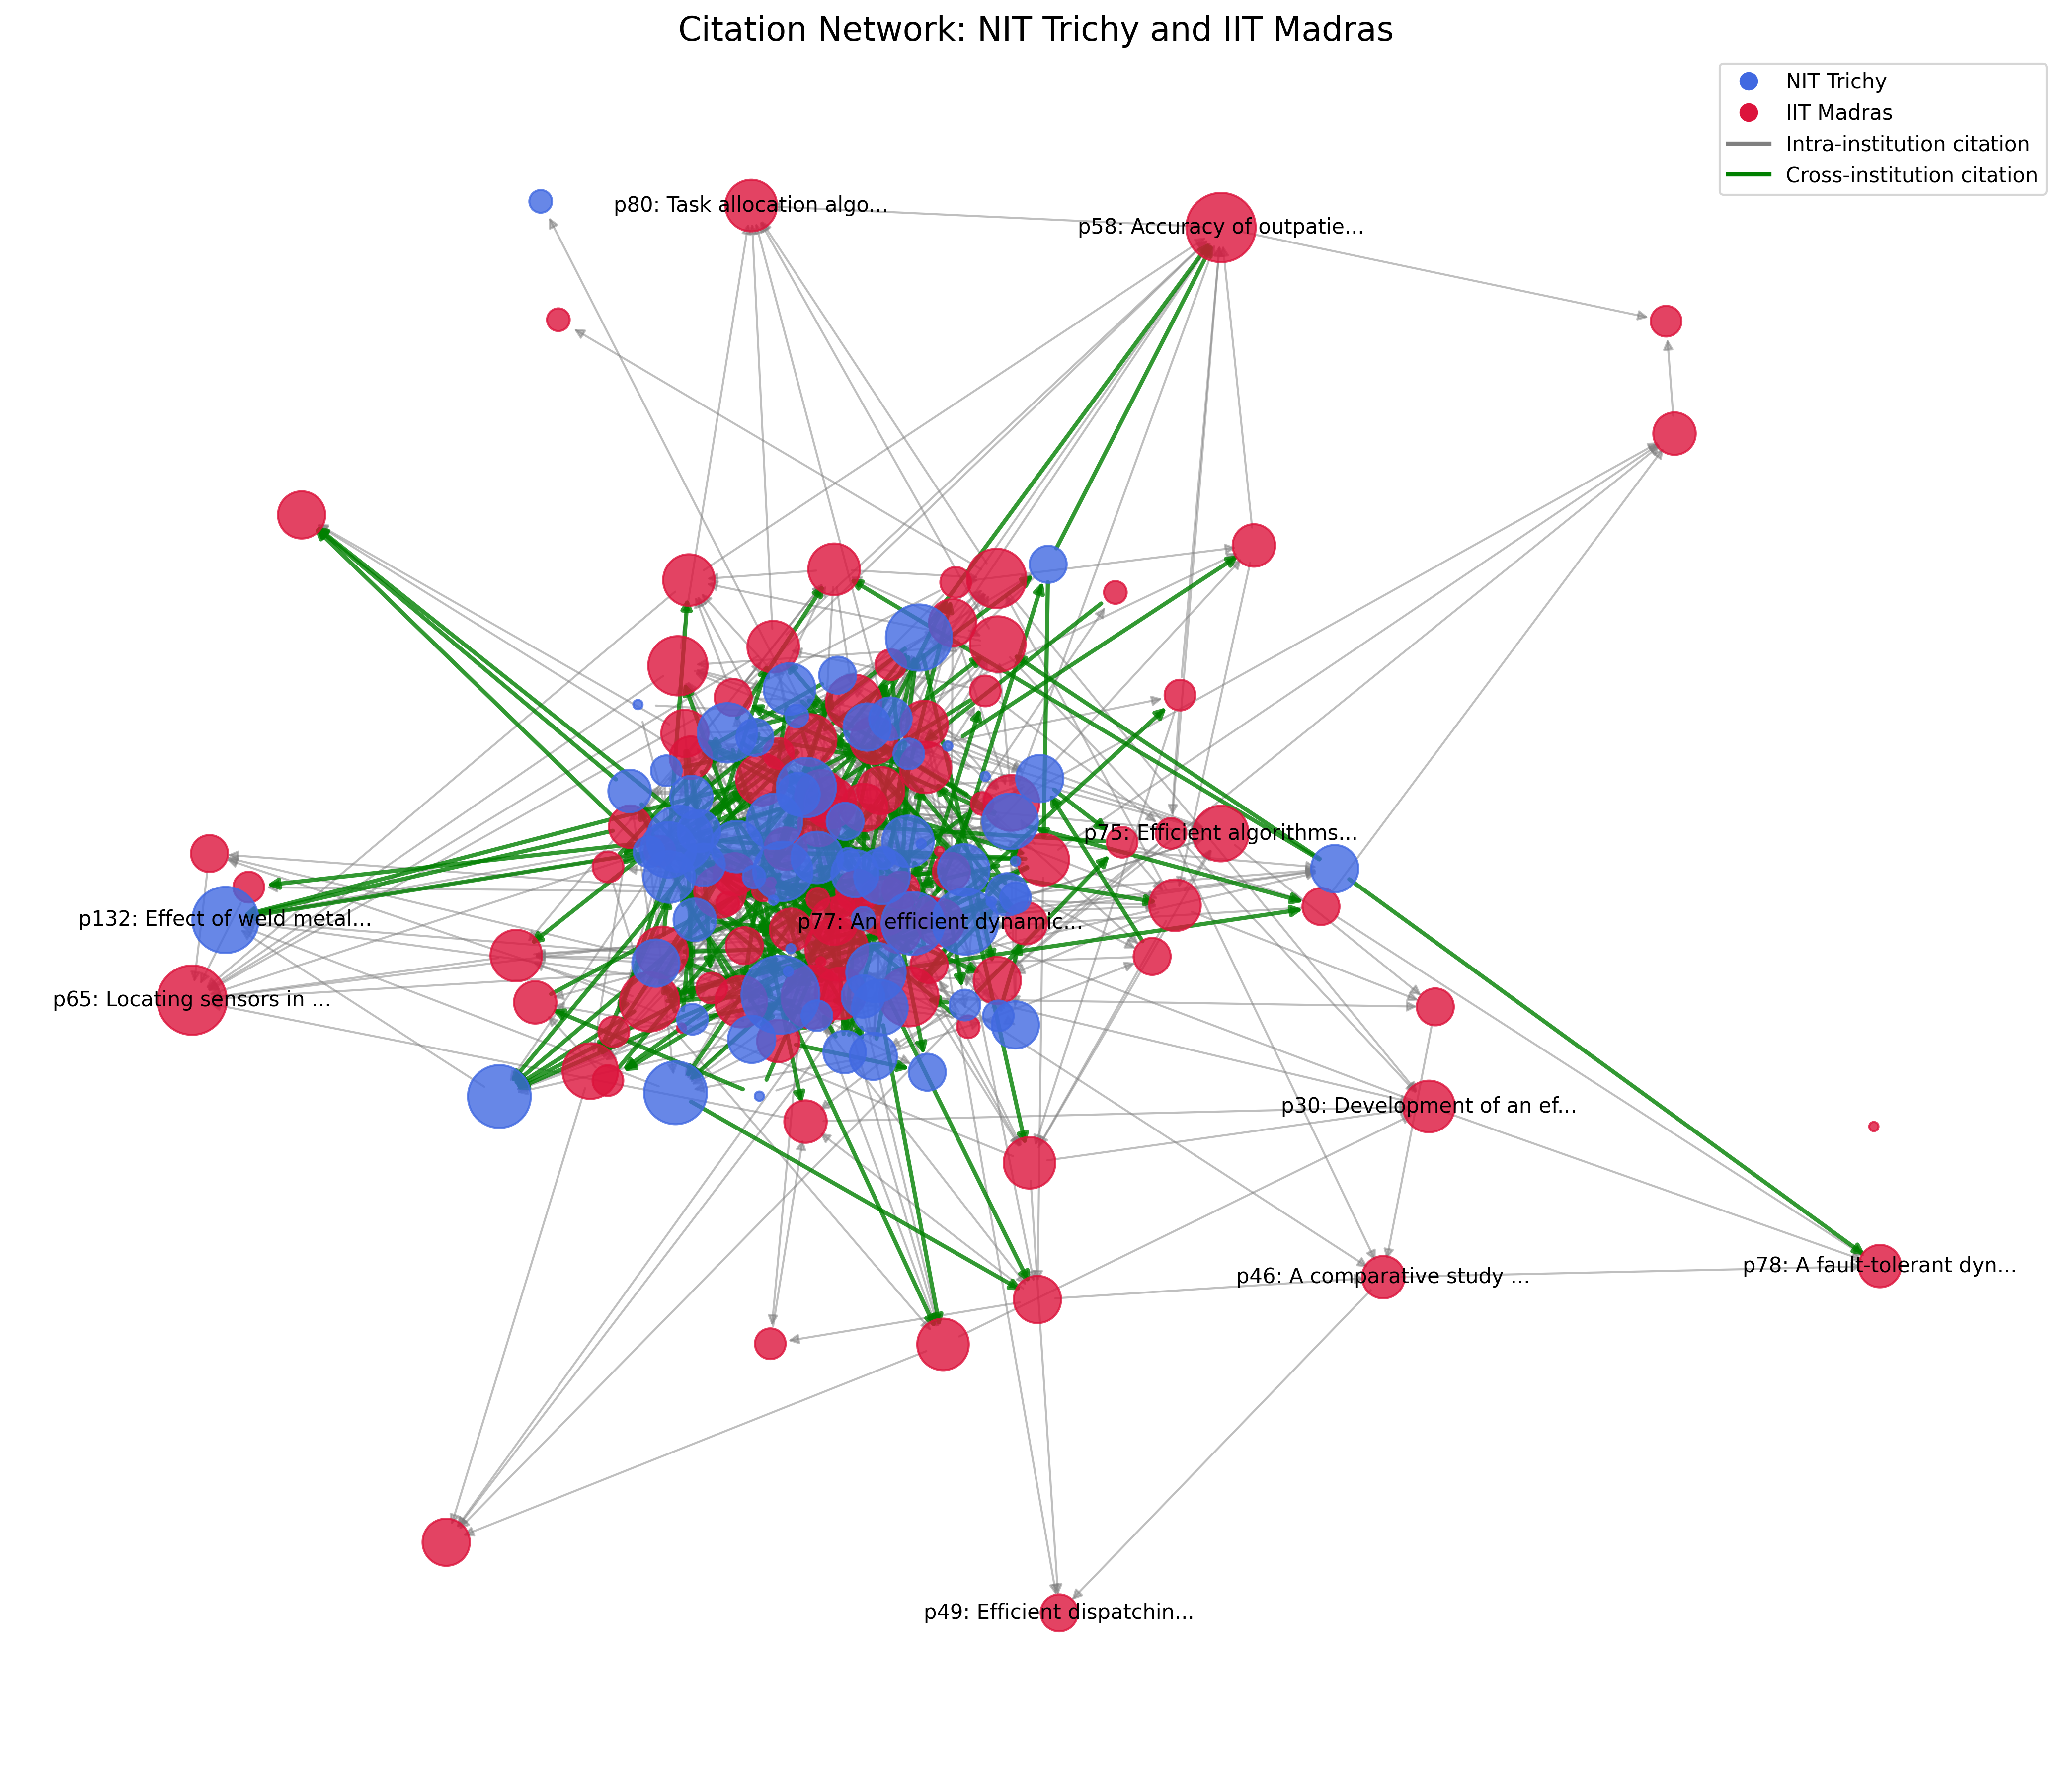 Citation Network: NIT Trichy and IIT Madras
NIT Trichy
IIT Madras
Intra-institution citation
Cross-institution citation
p80: Task allocation algo...
p58: Accuracy of outpatie...
p75: Efficient algorithms...
p132: Effect of weld metal...
p77: An efficient dynamic...
p65: Locating sensors in ...
p30: Development of an ef...
p78: A fault-tolerant dyn...
p46: A comparative study ...
p49: Efficient dispatchin...